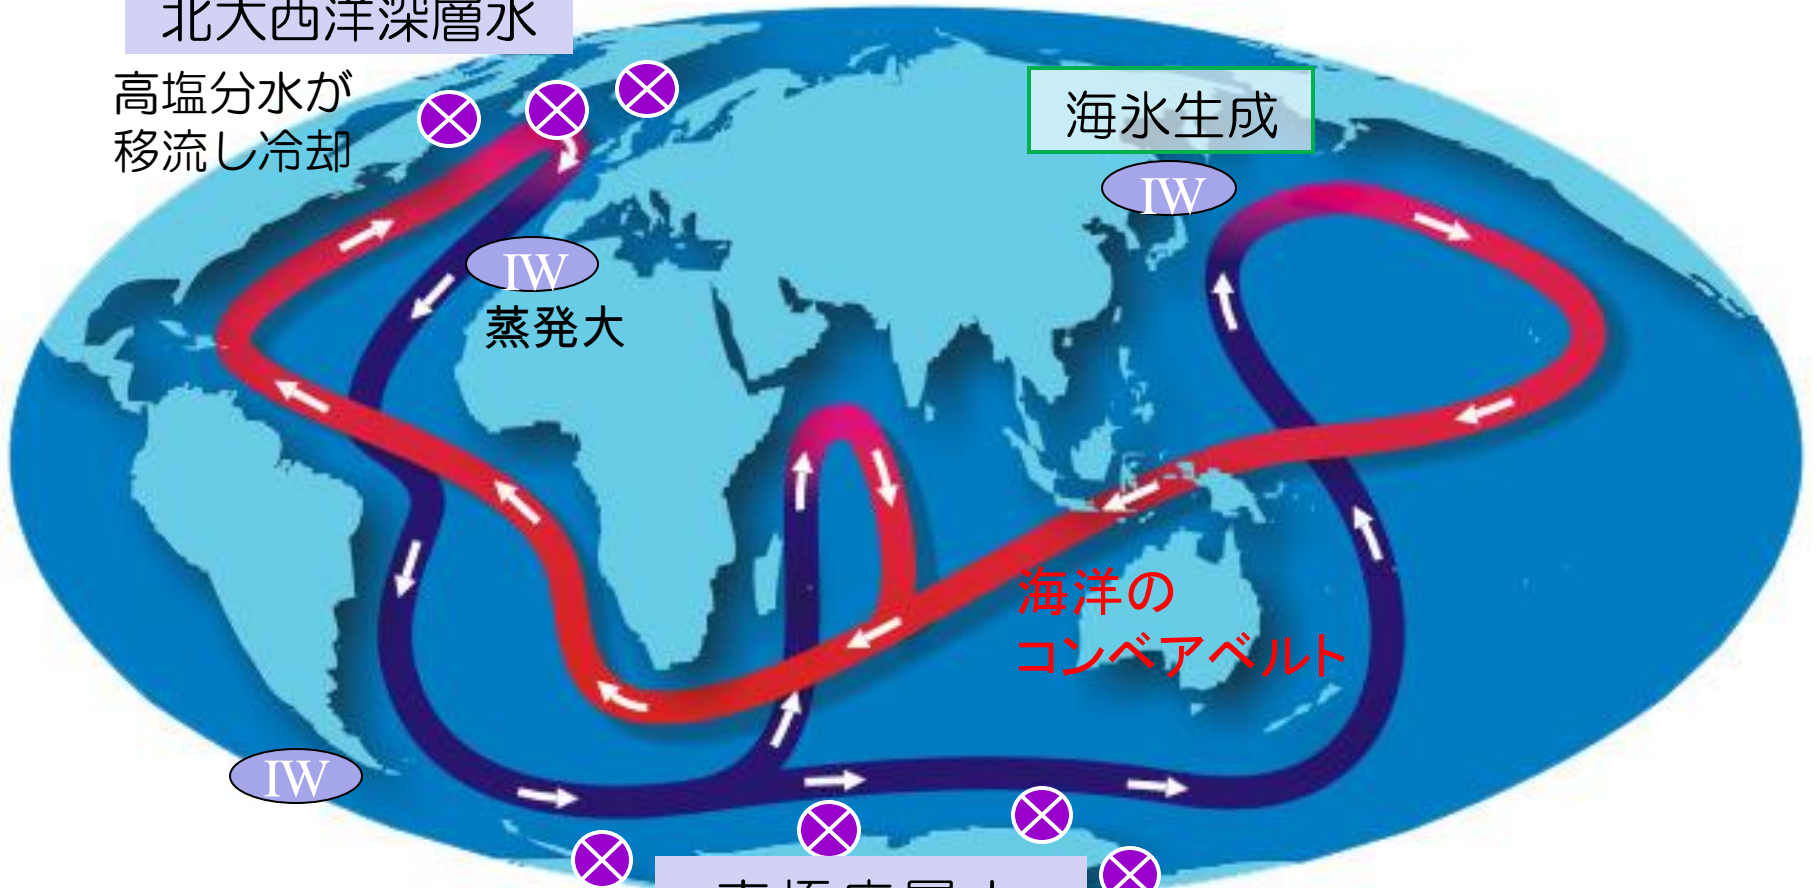 北大西洋深層水
高塩分水が
移流し冷却
海氷生成
IW
IW
蒸発大
海洋の
コンベアベルト
IW